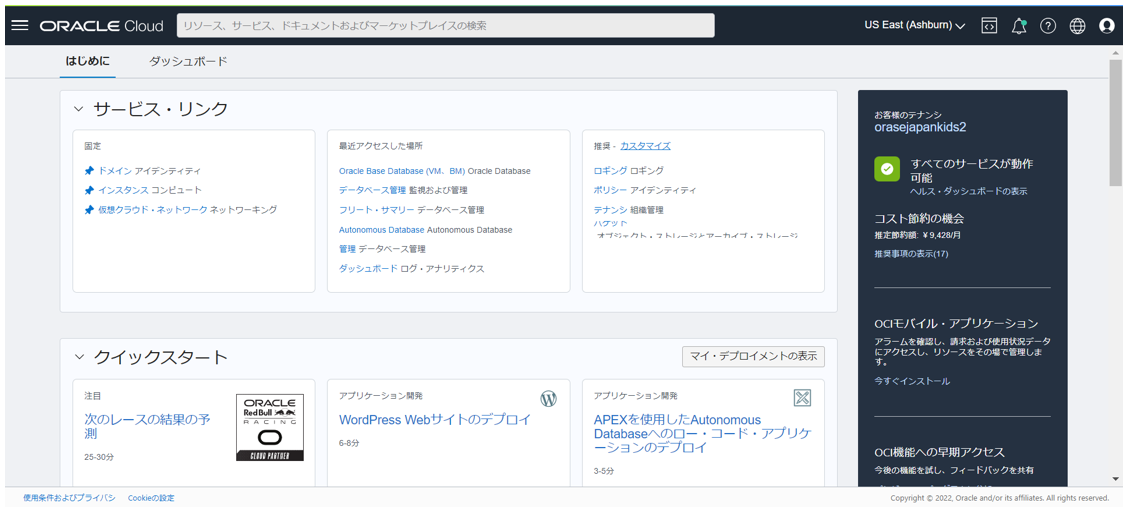 ORACLE Cloud
リソース、サービス、ドキュメントおよびマーケットプレイスの検索
US East (Ashburn)
はじめに
ダッシュボード
サービス・リンク
固定
ドメイン アイデンティティ
インスタンス コンピュート
仮想クラウド・ネットワーク ネットワーキング
最近アクセスした場所
Oracle Base Database (VM、BM) Oracle Database
データベース管理 監視および管理
フリート・サマリー データベース管理
Autonomous Database Autonomous Database
管理 データベース管理
ダッシュボード ログ・アナリティクス
推奨 - カスタマイズ
ロギング ロギング
ポリシー アイデンティティ
テナンシ 組織管理
バケット
オブジェクト・ストレージとアーカイブ・ストレージ
お客様のテナンシ
orasejapankids2
すべてのサービスが動作
可能
ヘルス・ダッシュボードの表示
コスト節約の機会
推定節約額: ¥9,428/月
推奨事項の表示(17)
OCIモバイル・アプリケーション
アラームを確認し、請求および使用状況データ
にアクセスし、リソースをその場で管理しま
す。
今すぐインストール
OCI機能への早期アクセス
今後の機能を試し、フィードバックを共有
クイックスタート
マイ・デプロイメントの表示
注目
次のレースの結果の予
測
25-30分
ORACLE
Red Bull
RACING
CLOUD PARTNER
アプリケーション開発
WordPress Webサイトのデプロイ
6-8分
アプリケーション開発
APEXを使用したAutonomous
Databaseへのロー・コード・アプリケ
ーションのデプロイ
3-5分
使用条件およびプライバシ
Cookieの設定
Copyright © 2022, Oracle and/or its affiliates. All rights reserved.